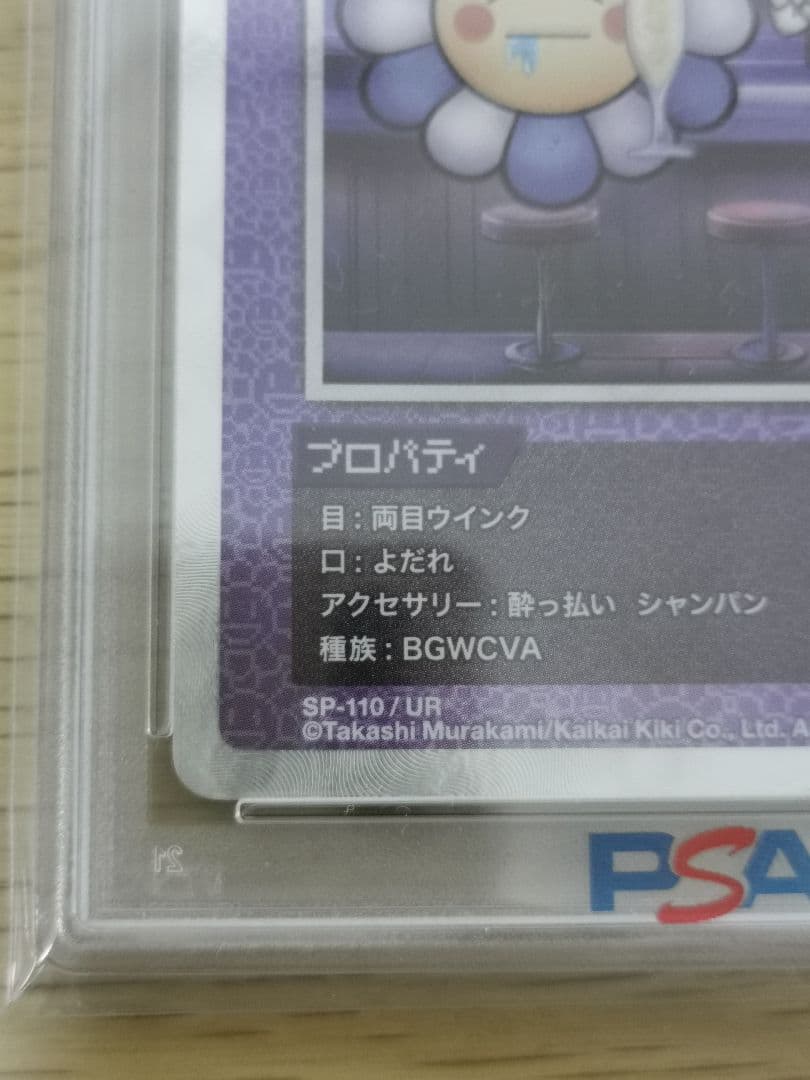 プロパティ
目：両目ウインク
口：よだれ
アクセサリー：酔っ払い シャンパン
種族：BGWCVA
SP-110/UR
©Takashi Murakami/Kaikai Kiki Co., Ltd. A
PSA
21